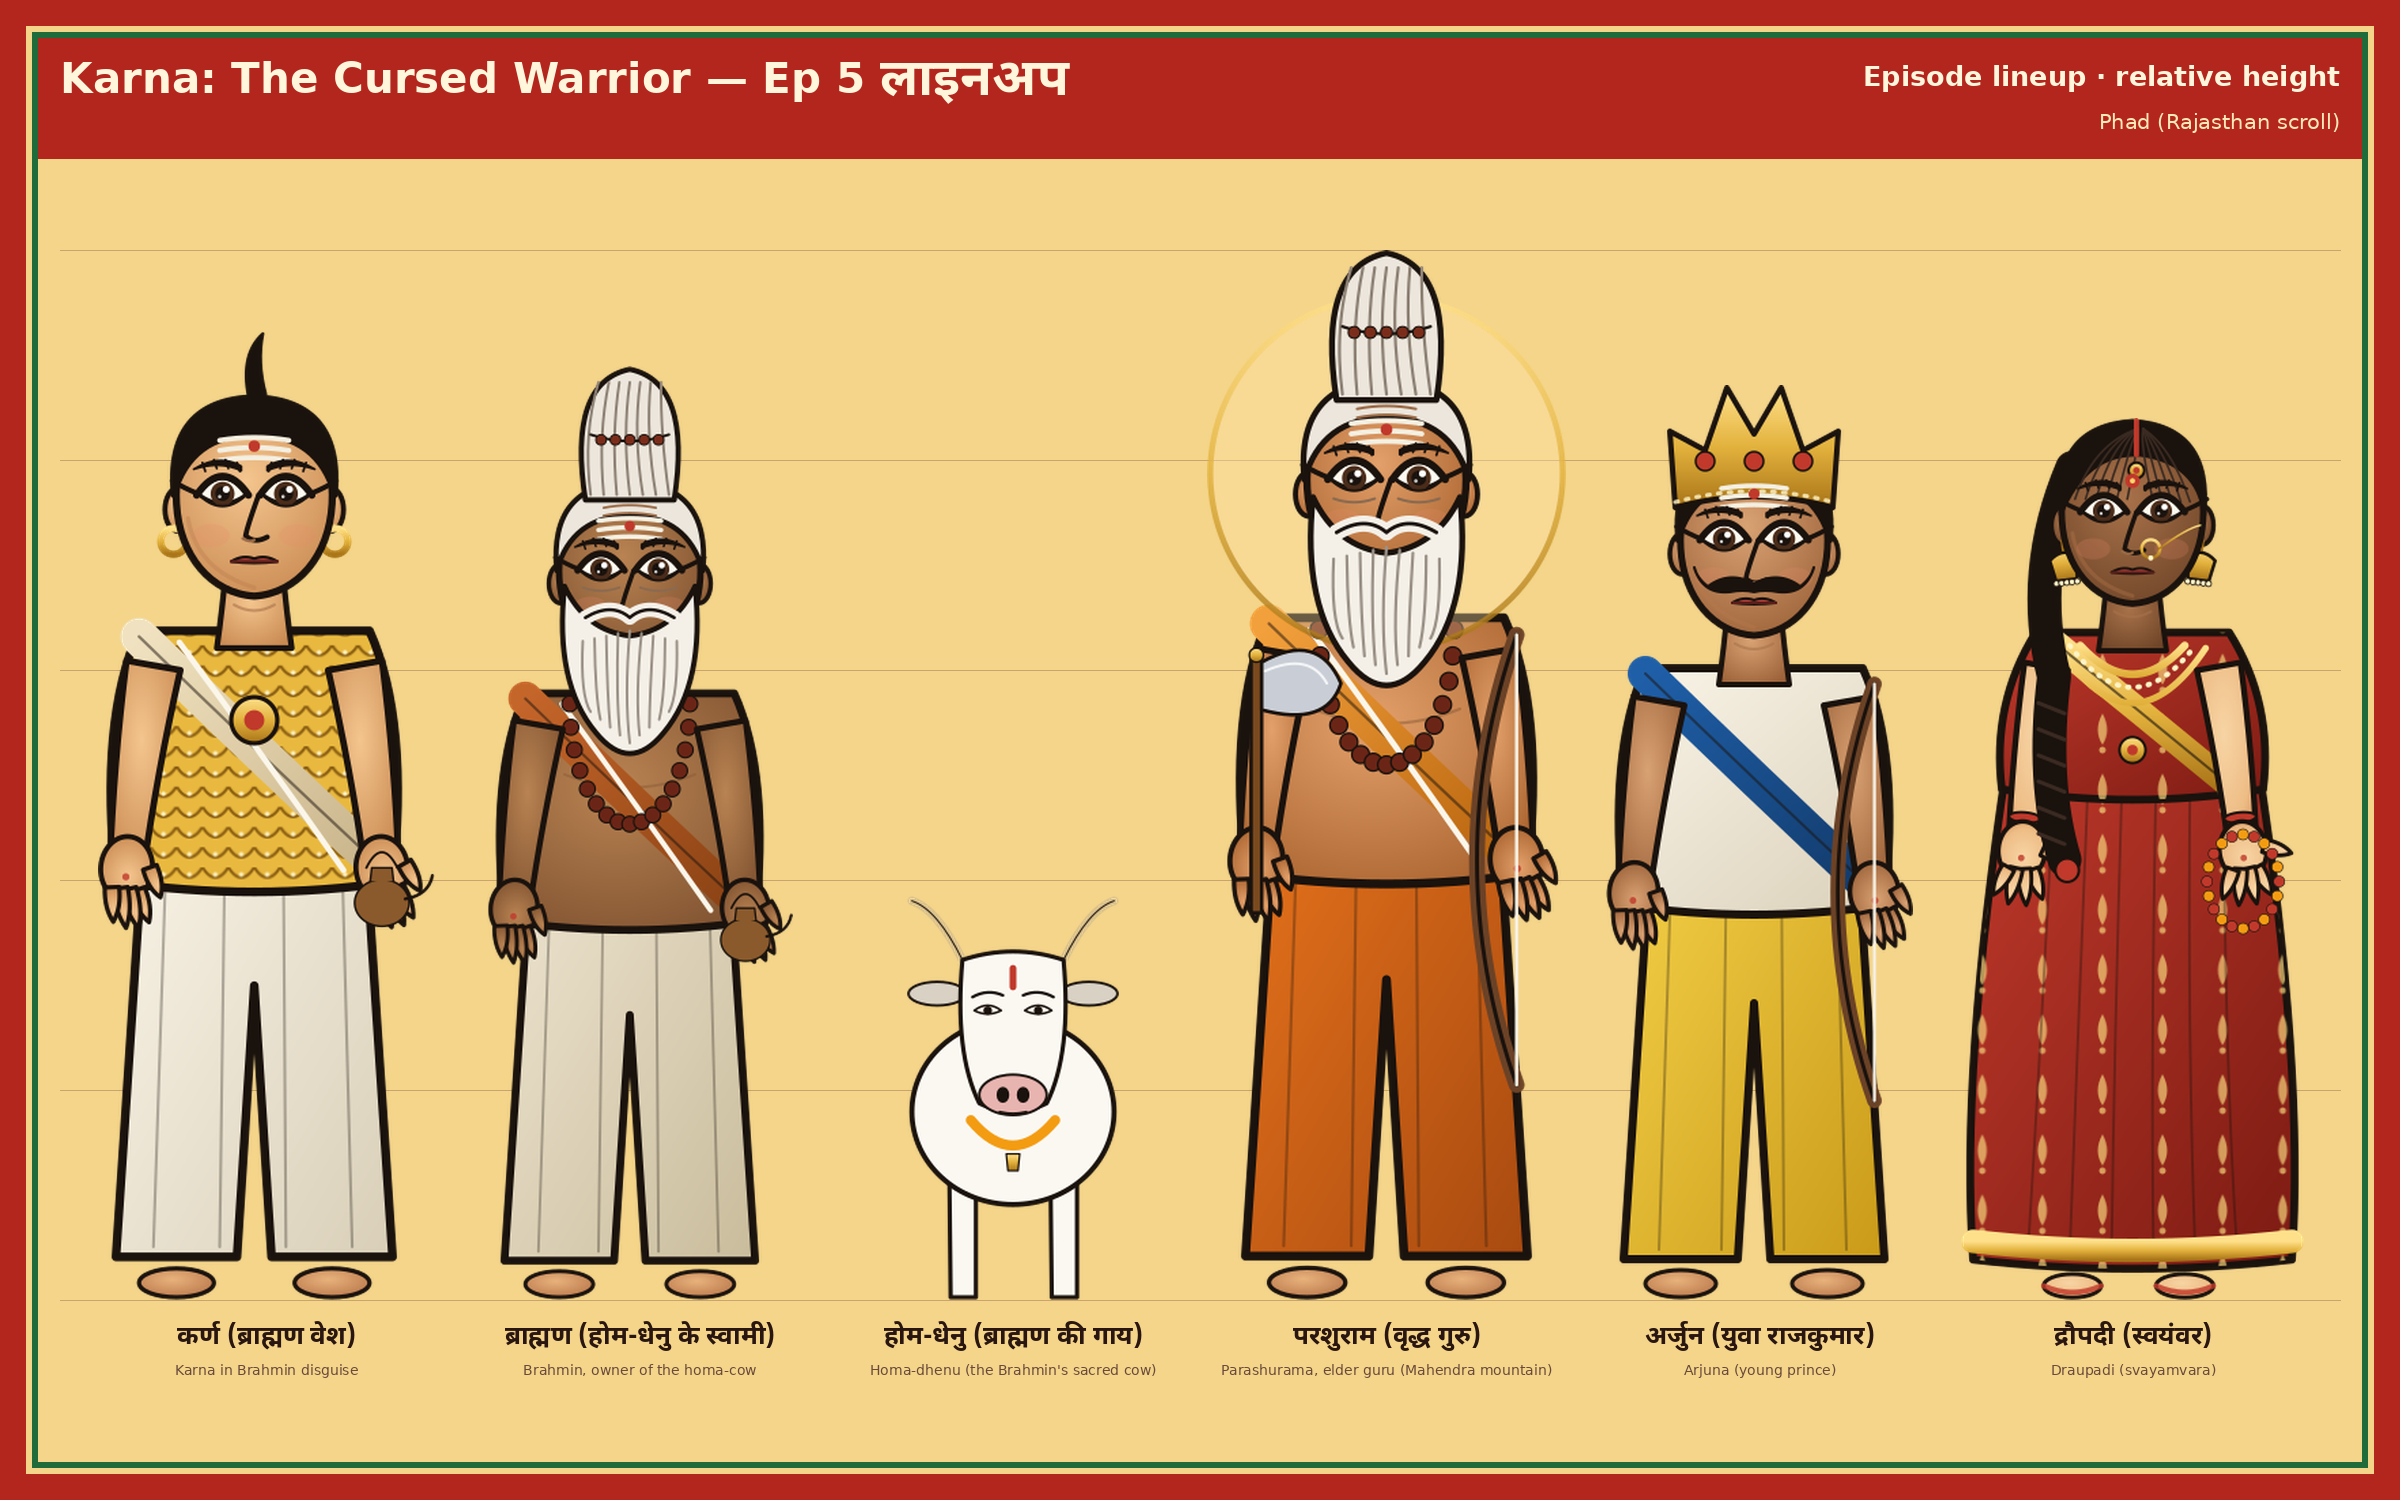 Karna: The Cursed Warrior — Ep 5 लाइनअप
Episode lineup · relative height
Phad (Rajasthan scroll)
कर्ण (ब्राह्मण वेश)
Karna in Brahmin disguise
ब्राह्मण (होम-धेनु के स्वामी)
Brahmin, owner of the homa-cow
होम-धेनु (ब्राह्मण की गाय)
Homa-dhenu (the Brahmin's sacred cow)
परशुराम (वृद्ध गुरु)
Parashurama, elder guru (Mahendra mountain)
अर्जुन (युवा राजकुमार)
Arjuna (young prince)
द्रौपदी (स्वयंवर)
Draupadi (svayamvara)